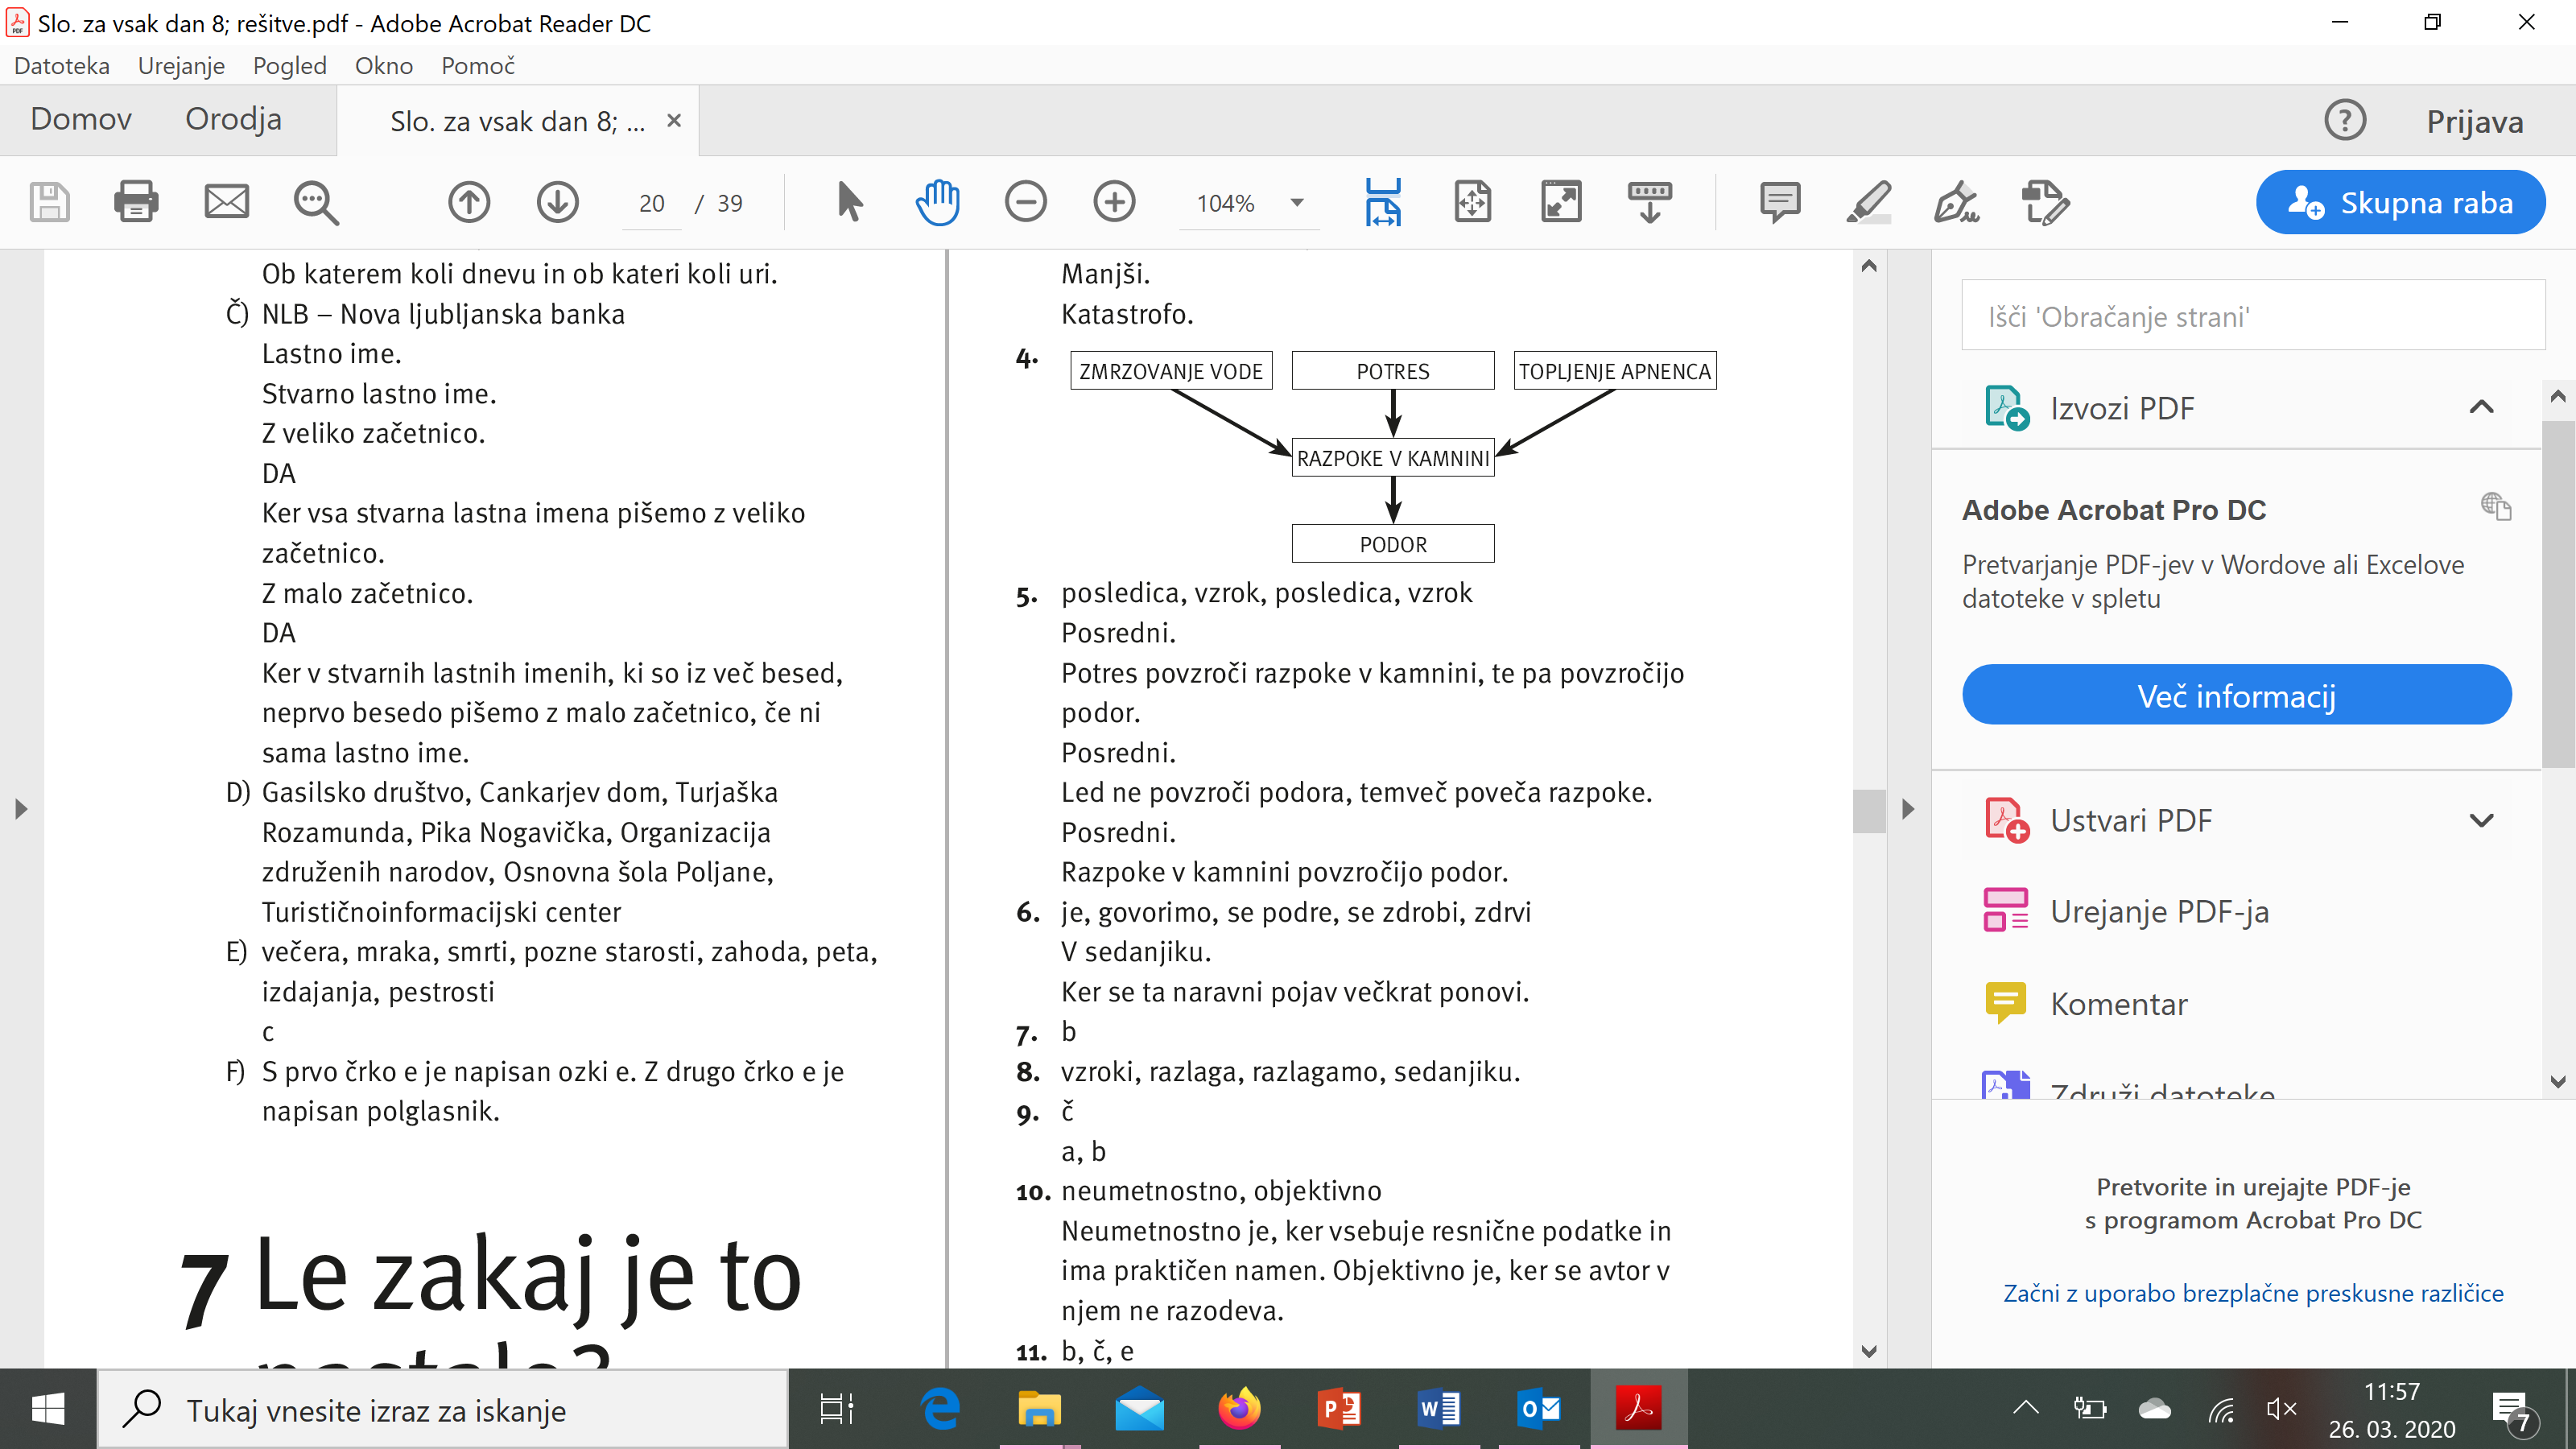 Slo. za vsak dan 8; rešitve.pdf - Adobe Acrobat Reader DC
Datoteka Urejanje Pogled Okno Pomoč
Domov Orodja Slo. za vsak dan 8; ... × Prijava
20 / 39 104% Skupna raba
Ob katerem koli dnevu in ob kateri koli uri.
Č) NLB – Nova ljubljanska banka
Lastno ime.
Stvarno lastno ime.
Z veliko začetnico.
DA
Ker vsa stvarna lastna imena pišemo z veliko
začetnico.
Z malo začetnico.
DA
Ker v stvarnih lastnih imenih, ki so iz več besed,
neprvo besedo pišemo z malo začetnico, če ni
sama lastno ime.
D) Gasilsko društvo, Cankarjev dom, Turjaška
Rozamunda, Pika Nogavička, Organizacija
združenih narodov, Osnovna šola Poljane,
Turističnoinformacijski center
E) večera, mraka, smrti, pozne starosti, zahoda, peta,
izdajanja, pestrosti
c
F) S prvo črko e je napisan ozki e. Z drugo črko e je
napisan polglasnik.
7 Le zakaj je to
nastalo?
Manjši.
Katastrofo.
4.
ZMRZOVANJE VODE POTRES TOPLJENJE APNENCA
RAZPOKE V KAMNINI
PODOR
5. posledica, vzrok, posledica, vzrok
Posredni.
Potres povzroči razpoke v kamnini, te pa povzročijo
podor.
Posredni.
Led ne povzroči podora, temveč poveča razpoke.
Posredni.
Razpoke v kamnini povzročijo podor.
6. je, govorimo, se podre, se zdrobi, zdrvi
V sedanjiku.
Ker se ta naravni pojav večkrat ponovi.
7. b
8. vzroki, razlaga, razlagamo, sedanjiku.
9. č
a, b
10. neumetnostno, objektivno
Neumetnostno je, ker vsebuje resnične podatke in
ima praktičen namen. Objektivno je, ker se avtor v
njem ne razodeva.
11. b, č, e
Išči 'Obračanje strani'
Izvozi PDF
Adobe Acrobat Pro DC
Pretvarjanje PDF-jev v Wordove ali Excelove
datoteke v spletu
Več informacij
Ustvari PDF
Urejanje PDF-ja
Komentar
Združi datoteke
Pretvorite in urejajte PDF-je
s programom Acrobat Pro DC
Začni z uporabo brezplačne preskusne različice
Tukaj vnesite izraz za iskanje
11:57
26. 03. 2020
7